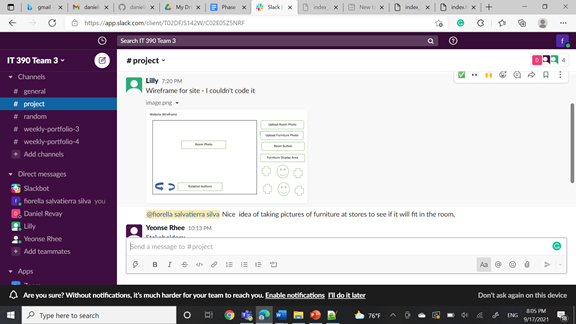 gmail
daniel
daniel
My Dri
Phase
Slack
index_
New t
index_
index.
https://app.slack.com/client/T02DFJS142W/C02E0SZ5NRF
Search IT 390 Team 3
IT 390 Team 3
Channels
# general
# project
# random
# weekly-portfolio-3
# weekly-portfolio-4
+ Add channels
Direct messages
Slackbot
fiorella salvatierra silva you
Daniel Revay
Lilly
Yeonse Rhee
+ Add teammates
Apps
# project
4
Lilly 7:20 PM
Wireframe for site - I couldn't code it
image.png
Website Wireframe
Room Photo
Upload Room Photo
Upload Furniture Photo
Reset Button
Furniture Display Area
Rotation Buttons
@fiorella salvatierra silva Nice idea of taking pictures of furniture at stores to see if it will fit in the room,
Yeonse Rhee 10:13 PM
Send a message to #project
B I S
Aa
Are you sure? Without notifications, it's much harder for your team to reach you. Enable notifications I'll do it later
Don't ask again on this device
Type here to search
76°F
ENG
8:05 PM
9/17/2021